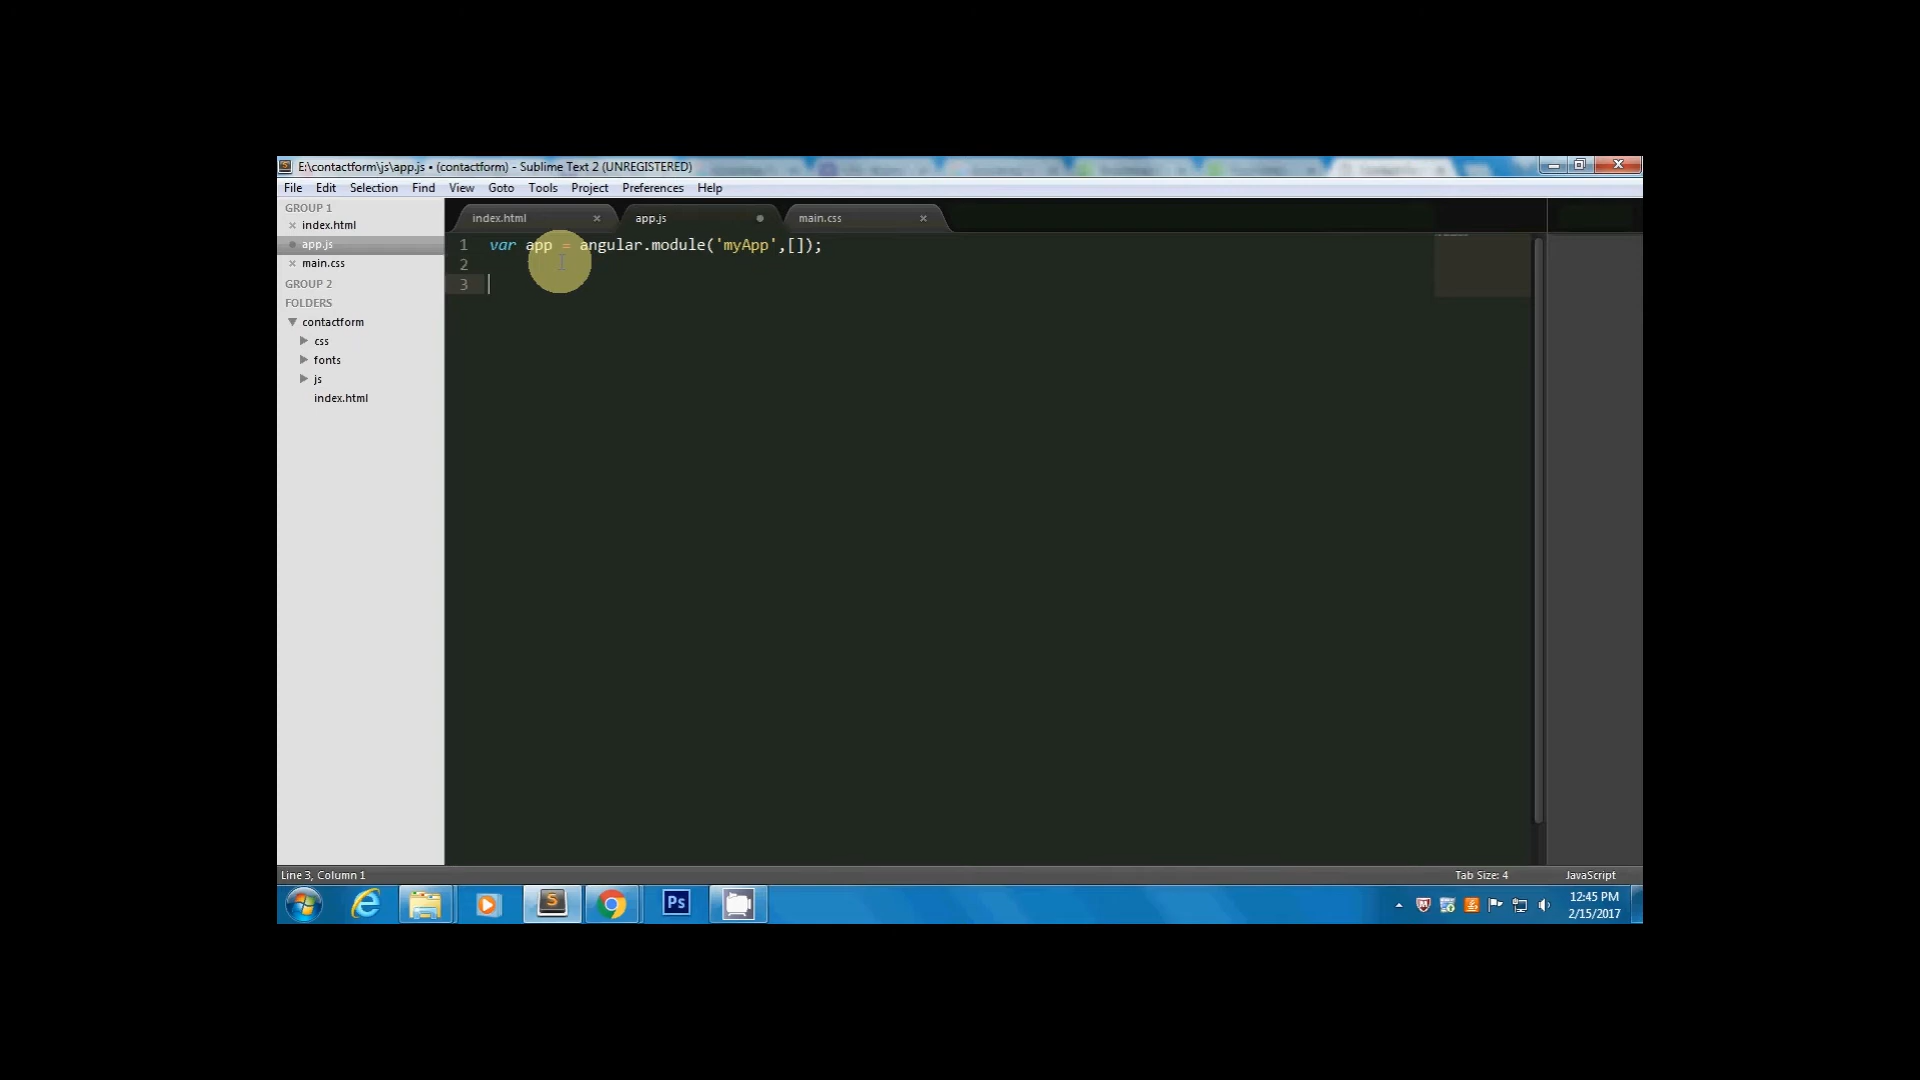 E:\contactform\js\app.js • (contactform) - Sublime Text 2 (UNREGISTERED)
File Edit Selection Find View Goto Tools Project Preferences Help
GROUP 1
index.html
app.js
main.css
GROUP 2
FOLDERS
contactform
css
fonts
js
index.html
index.html app.js main.css
1 var app = angular.module('myApp',[]);
2
3
Line 3, Column 1 Tab Size: 4 JavaScript
Ps
12:45 PM
2/15/2017